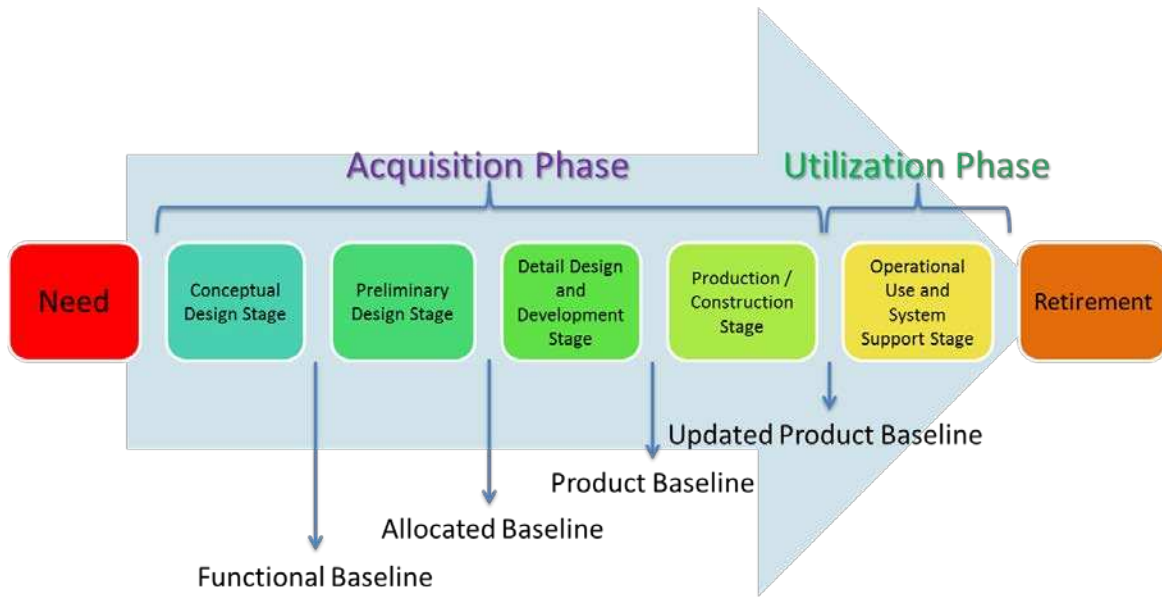 Acquisition Phase
Utilization Phase
Need
Conceptual
Design Stage
Preliminary
Design Stage
Detail Design
and
Development
Stage
Production /
Construction
Stage
Operational
Use and
System
Support Stage
Retirement
Updated Product Baseline
Product Baseline
Allocated Baseline
Functional Baseline